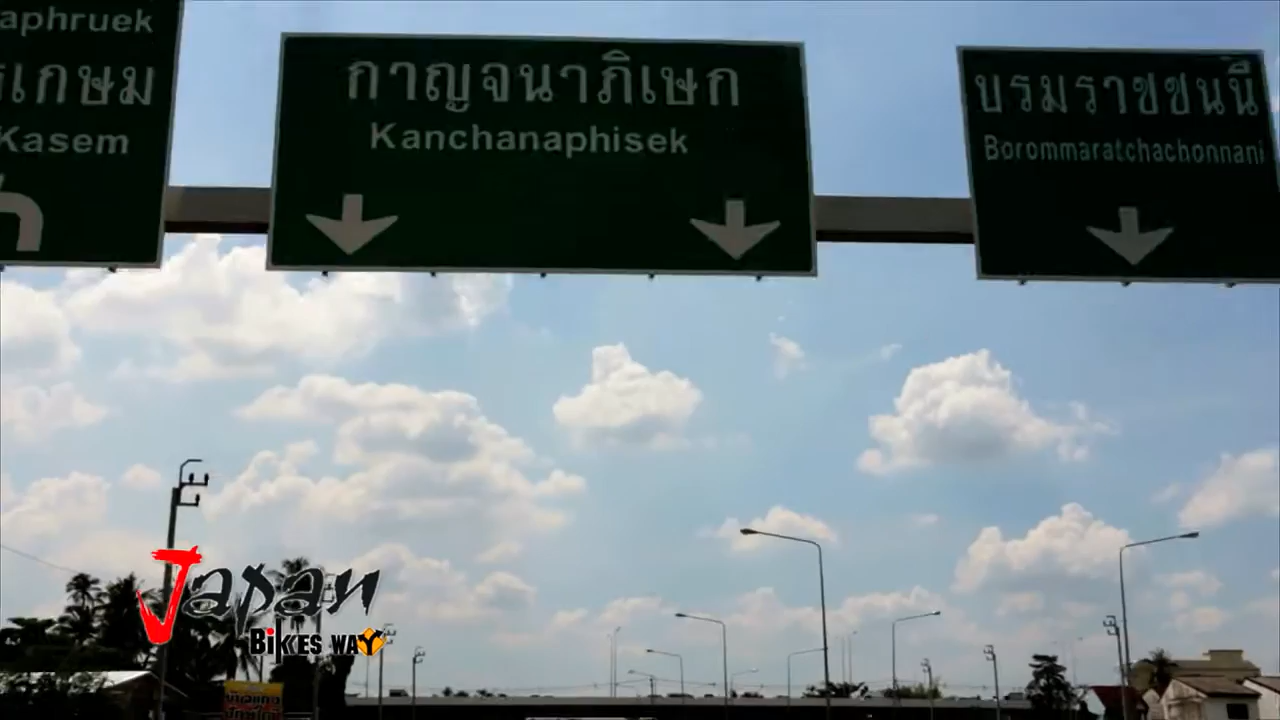 aphruek
รเกษม
Kasem
กาญจนาภิเษก
Kanchanaphisek
บรมราชชนนี
Borommaratchachonnani
Japan
BIKES WAY